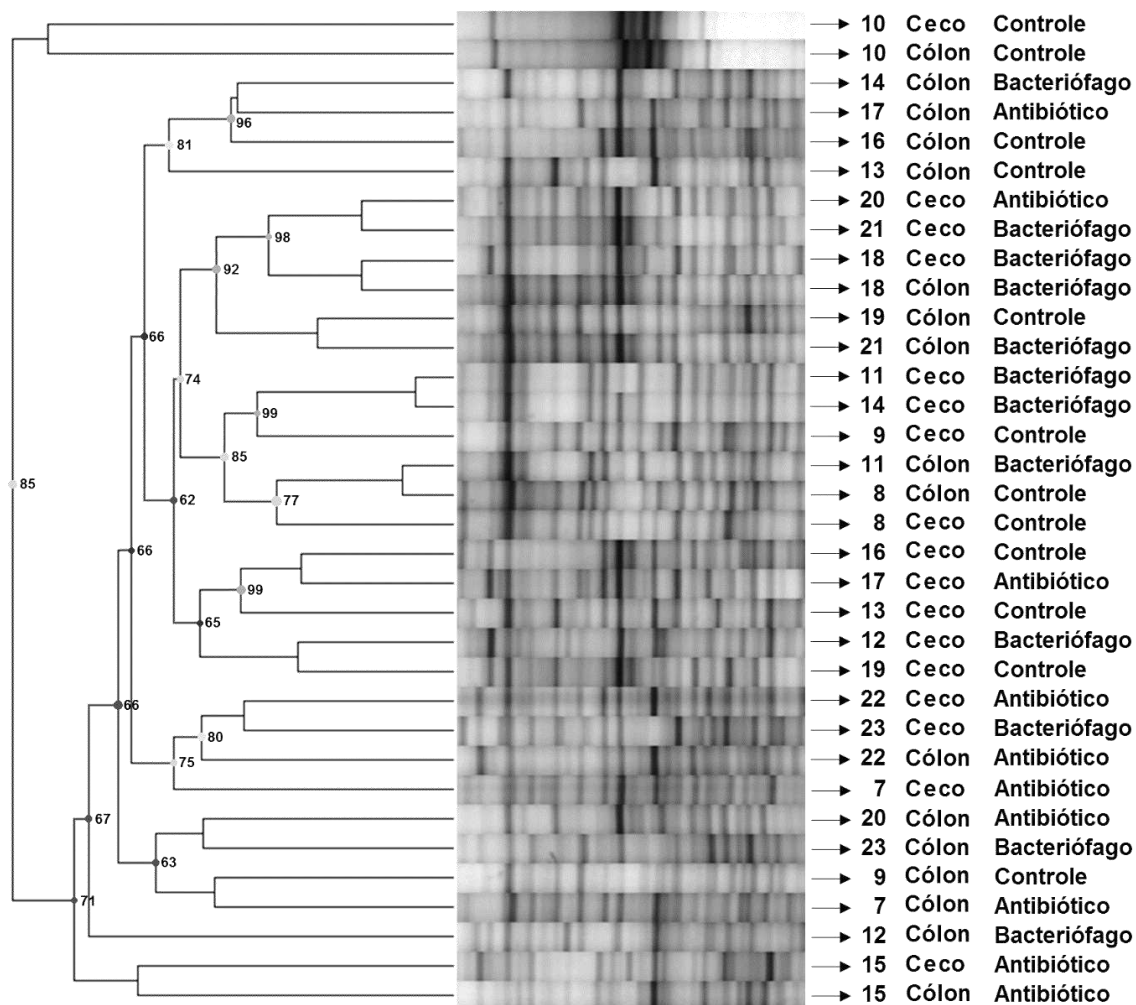 10 Ceco Controle
10 Cólon Controle
14 Cólon Bacteriófago
17 Cólon Antibiótico
96
16 Cólon Controle
81
13 Cólon Controle
20 Ceco Antibiótico
21 Ceco Bacteriófago
98
18 Ceco Bacteriófago
92
18 Cólon Bacteriófago
19 Cólon Controle
66
21 Cólon Bacteriófago
74
11 Ceco Bacteriófago
14 Ceco Bacteriófago
99
9 Ceco Controle
85
11 Cólon Bacteriófago
85
8 Cólon Controle
62
77
8 Ceco Controle
66
16 Ceco Controle
17 Ceco Antibiótico
99
13 Ceco Controle
65
12 Ceco Bacteriófago
19 Ceco Controle
22 Ceco Antibiótico
66
23 Ceco Bacteriófago
80
22 Cólon Antibiótico
75
7 Ceco Antibiótico
20 Cólon Antibiótico
67
23 Cólon Bacteriófago
63
9 Cólon Controle
71
7 Cólon Antibiótico
12 Cólon Bacteriófago
15 Ceco Antibiótico
15 Cólon Antibiótico